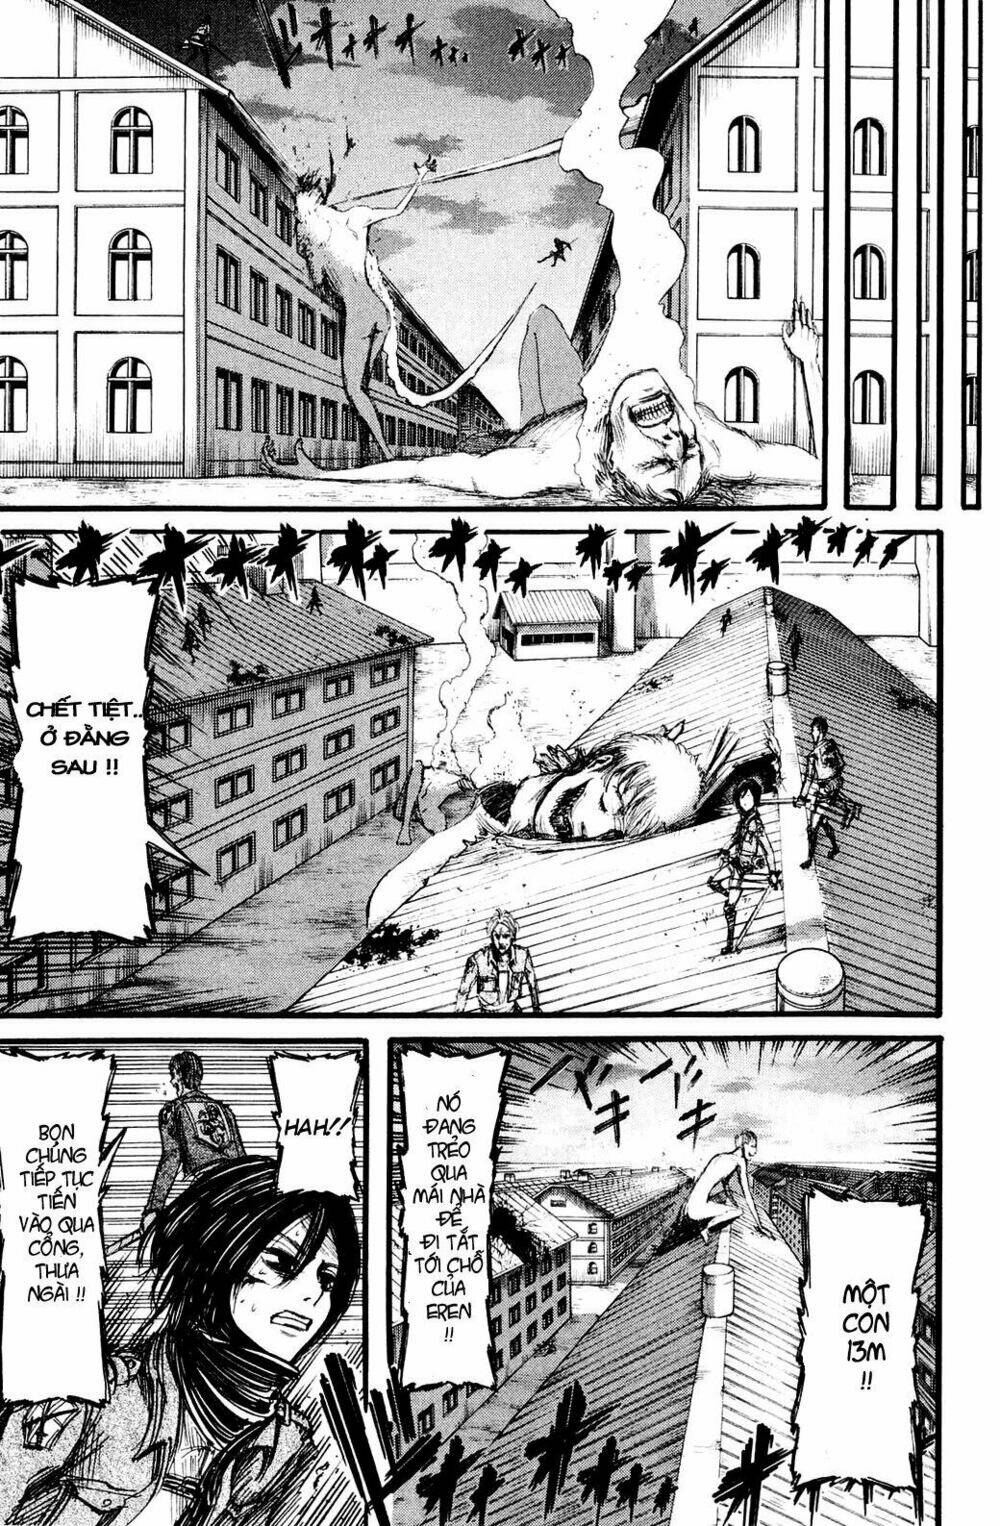 CHẾT TIỆT..
Ở ĐẰNG
SAU !!
MỘT
CON
13M
!!
NÓ
ĐANG
TRÈO
QUA
MÁI NHÀ
ĐỂ
ĐI TẮT
TỚI CHỖ
CỦA
EREN
!!
HAH!!
BỌN
CHÚNG
TIẾP TỤC
TIẾN
VÀO QUA
CỔNG,
THƯA
NGÀI !!